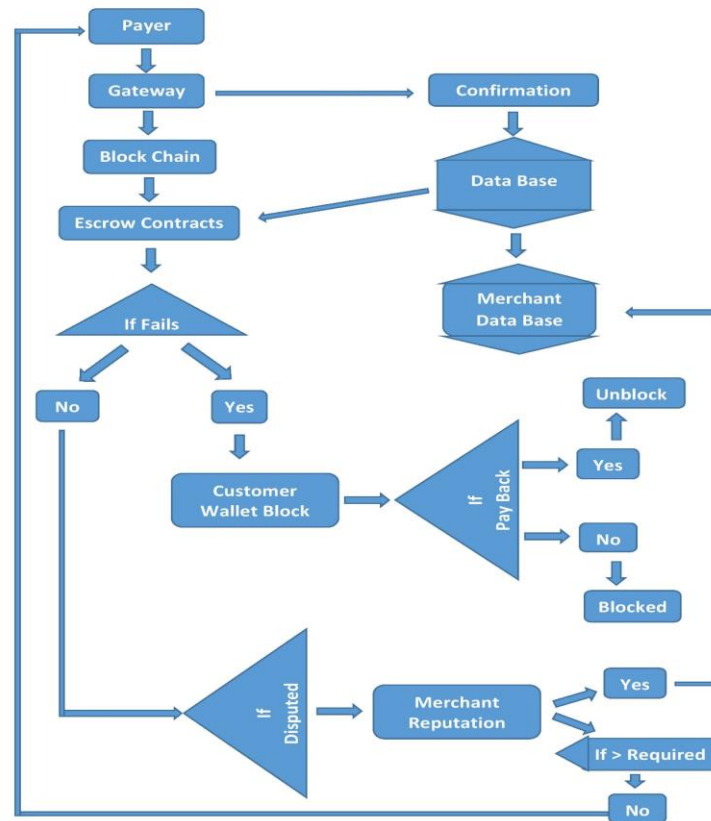 Payer
Gateway
Confirmation
Block Chain
Data Base
Escrow Contracts
Merchant
Data Base
If Fails
Unblock
No
Yes
Yes
Customer
Wallet Block
If
Pay Back
No
Blocked
If
Disputed
Merchant
Reputation
Yes
If > Required
No